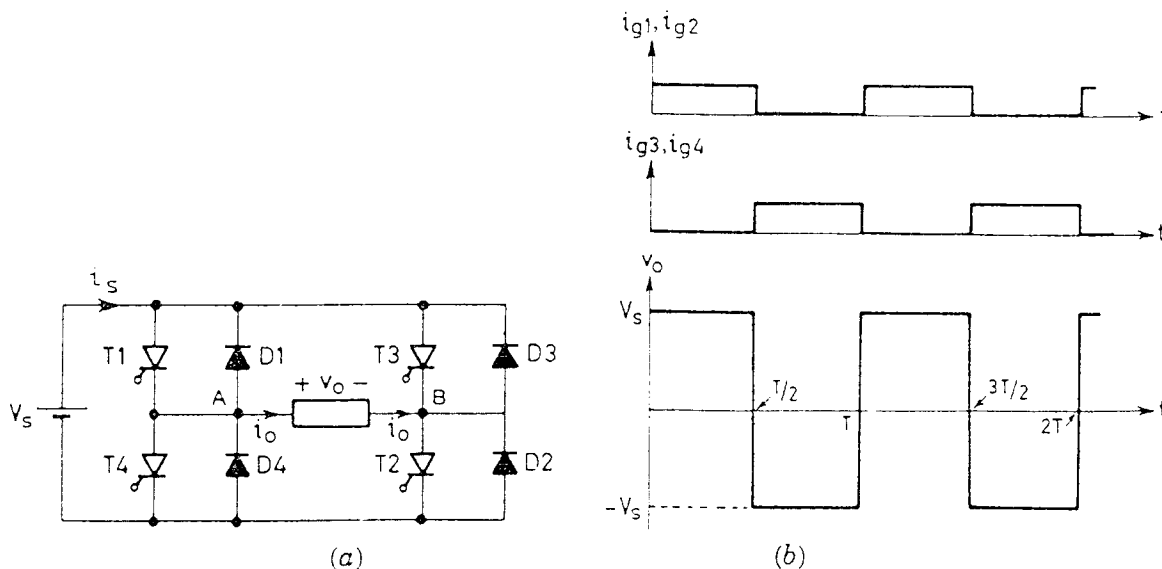 i_s
T1
D1
T3
D3
V_s
A
+ v_o -
B
i_o
i_o
T4
D4
T2
D2
(a)
i_g1, i_g2
i_g3, i_g4
t
v_o
V_s
T/2
T
3T/2
2T
t
-V_s
(b)